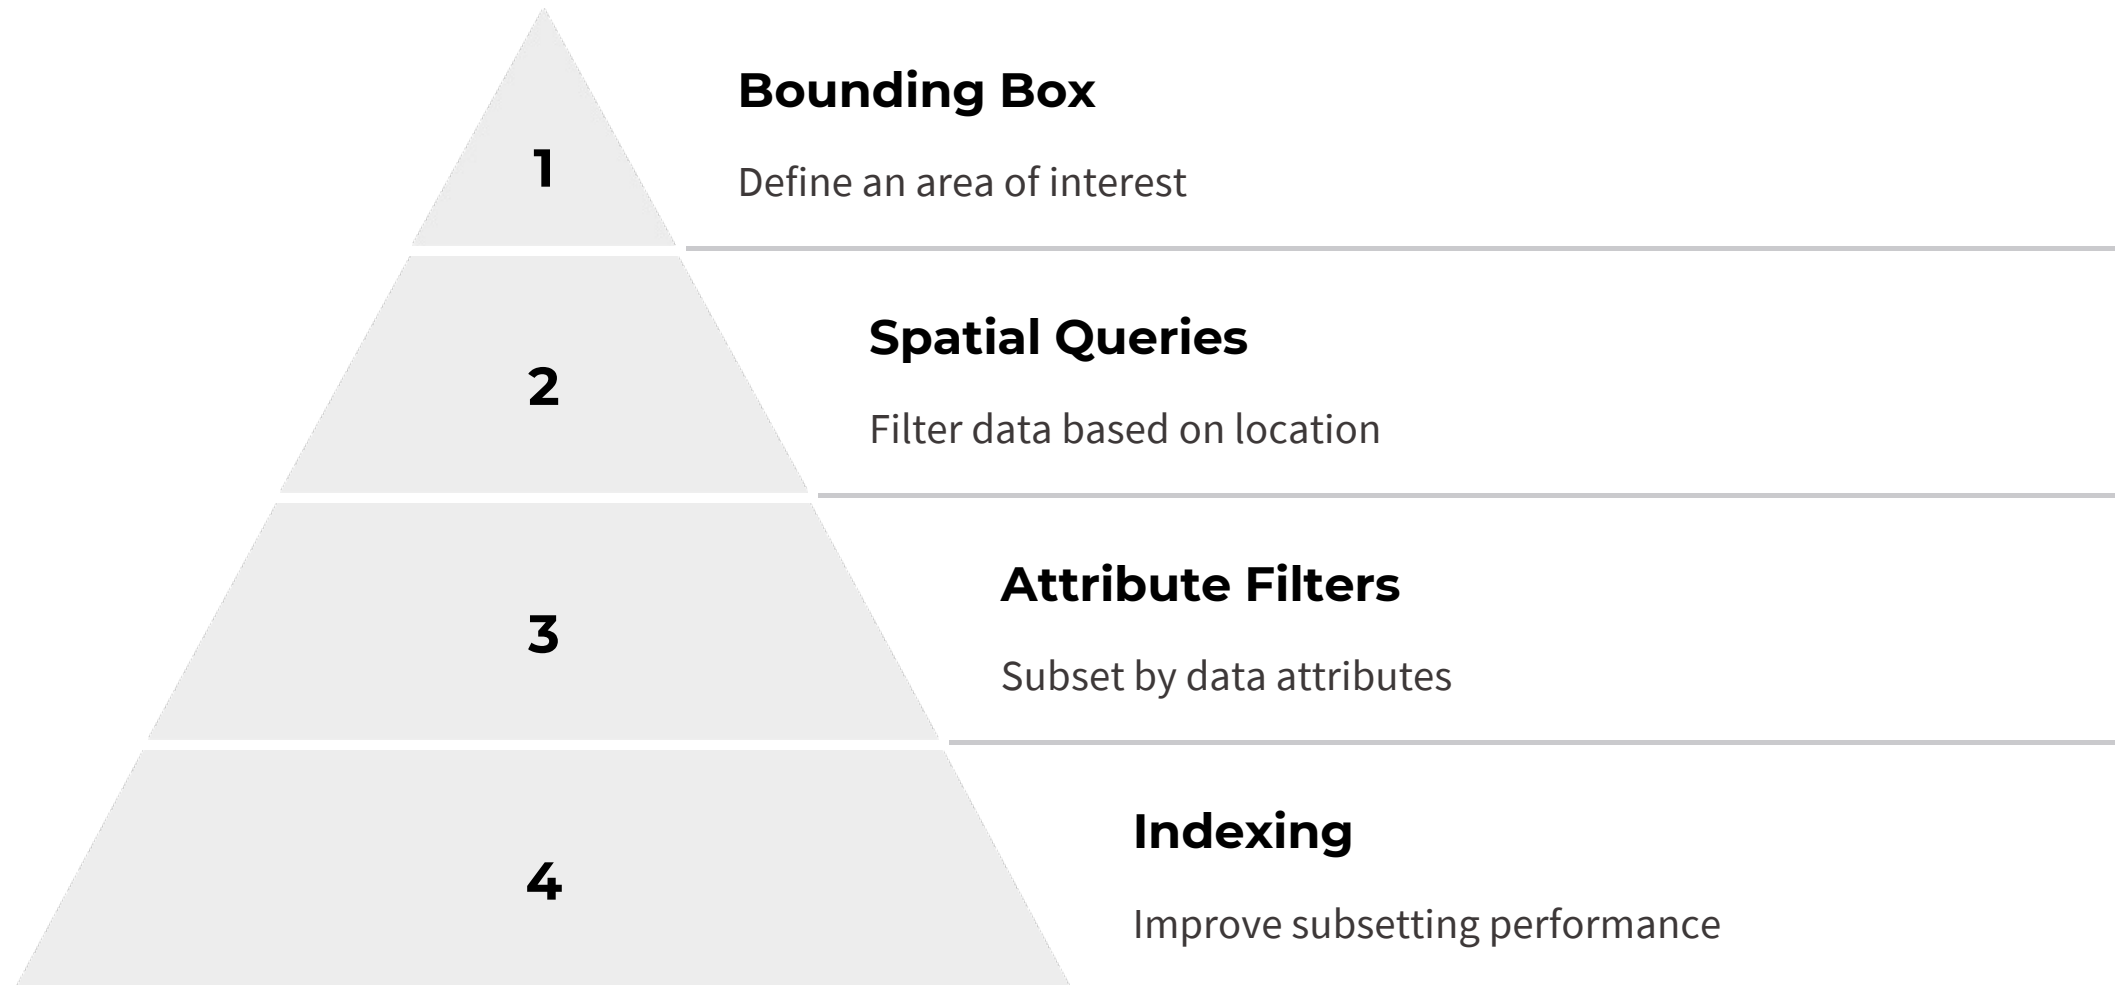 1
Bounding Box
Define an area of interest
2
Spatial Queries
Filter data based on location
3
Attribute Filters
Subset by data attributes
4
Indexing
Improve subsetting performance